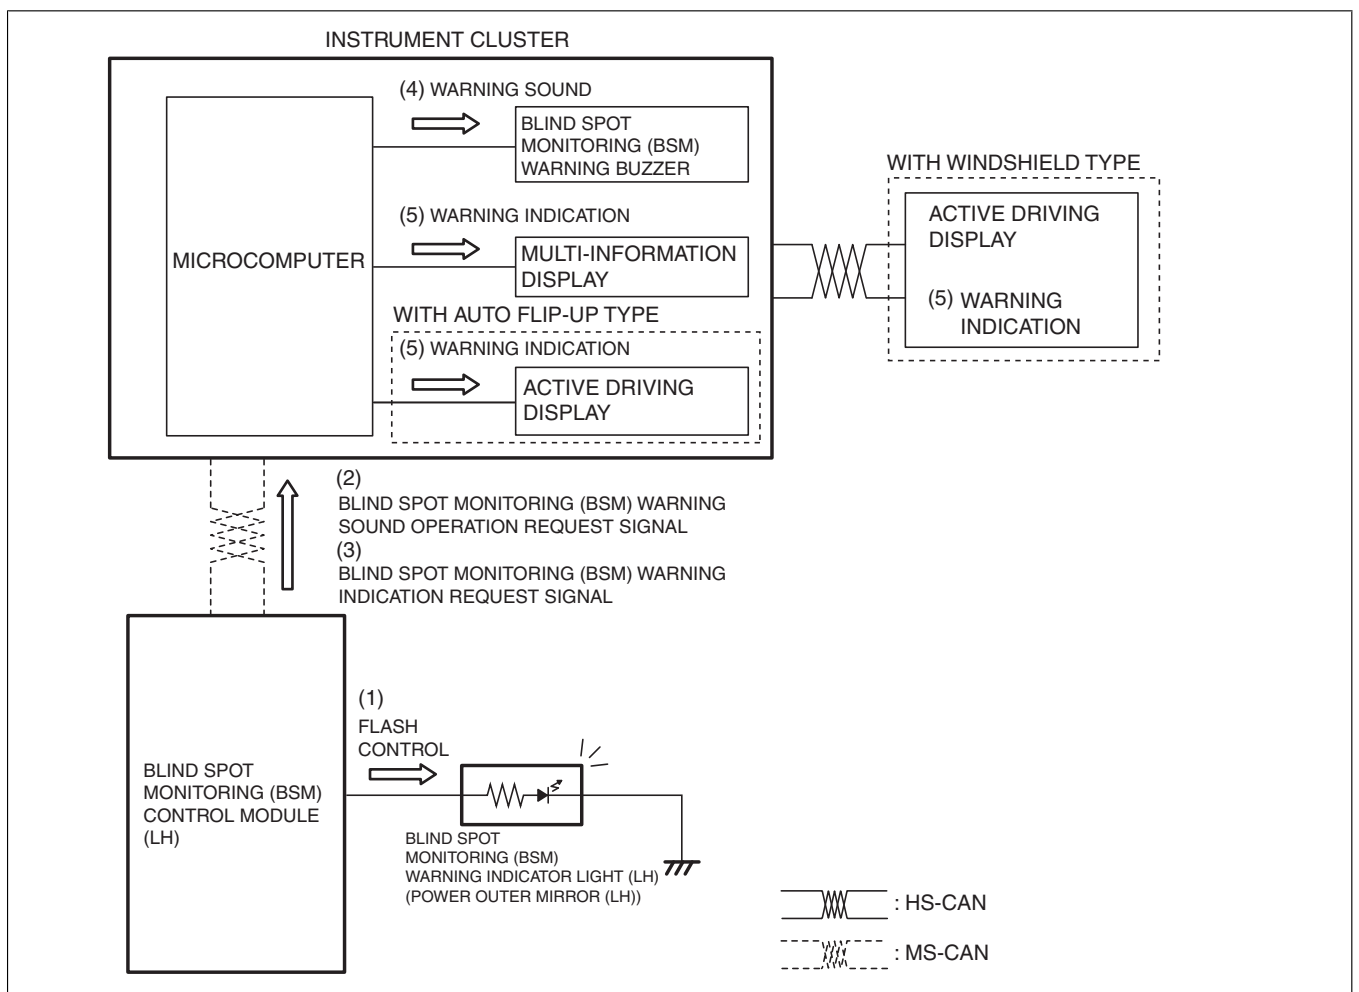 INSTRUMENT CLUSTER
(4) WARNING SOUND
BLIND SPOT
MONITORING (BSM)
WARNING BUZZER
MICROCOMPUTER
(5) WARNING INDICATION
MULTI-INFORMATION
DISPLAY
WITH AUTO FLIP-UP TYPE
(5) WARNING INDICATION
ACTIVE DRIVING
DISPLAY
WITH WINDSHIELD TYPE
ACTIVE DRIVING
DISPLAY
(5) WARNING
INDICATION
(2)
BLIND SPOT MONITORING (BSM) WARNING
SOUND OPERATION REQUEST SIGNAL
(3)
BLIND SPOT MONITORING (BSM) WARNING
INDICATION REQUEST SIGNAL
BLIND SPOT
MONITORING (BSM)
CONTROL MODULE
(LH)
(1)
FLASH
CONTROL
BLIND SPOT
MONITORING (BSM)
WARNING INDICATOR LIGHT (LH)
(POWER OUTER MIRROR (LH))
: HS-CAN
: MS-CAN